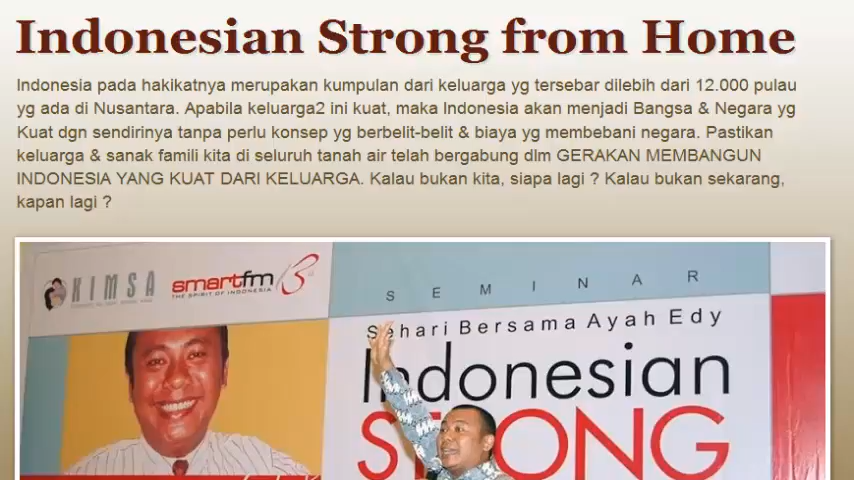 Indonesian Strong from Home
Indonesia pada hakikatnya merupakan kumpulan dari keluarga yg tersebar dilebih dari 12.000 pulau
yg ada di Nusantara. Apabila keluarga2 ini kuat, maka Indonesia akan menjadi Bangsa & Negara yg
Kuat dgn sendirinya tanpa perlu konsep yg berbelit-belit & biaya yg membebani negara. Pastikan
keluarga & sanak famili kita di seluruh tanah air telah bergabung dlm GERAKAN MEMBANGUN
INDONESIA YANG KUAT DARI KELUARGA. Kalau bukan kita, siapa lagi ? Kalau bukan sekarang,
kapan lagi ?
KIMSA
smartfm 13
THE SPIRIT OF INDONESIA
SEMINAR
Sehari Bersama Ayah Edy
Indonesian
STRONG